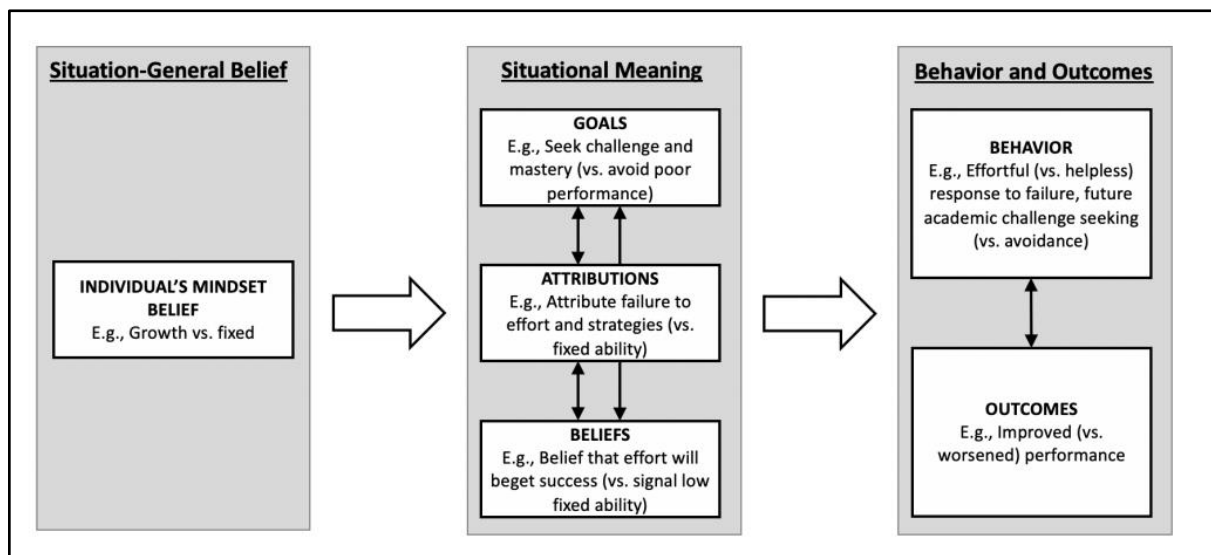 Situation-General Belief
INDIVIDUAL'S MINDSET
BELIEF
E.g., Growth vs. fixed
Situational Meaning
GOALS
E.g., Seek challenge and
mastery (vs. avoid poor
performance)
ATTRIBUTIONS
E.g., Attribute failure to
effort and strategies (vs.
fixed ability)
BELIEFS
E.g., Belief that effort will
beget success (vs. signal low
fixed ability)
Behavior and Outcomes
BEHAVIOR
E.g., Effortful (vs. helpless)
response to failure, future
academic challenge seeking
(vs. avoidance)
OUTCOMES
E.g., Improved (vs.
worsened) performance